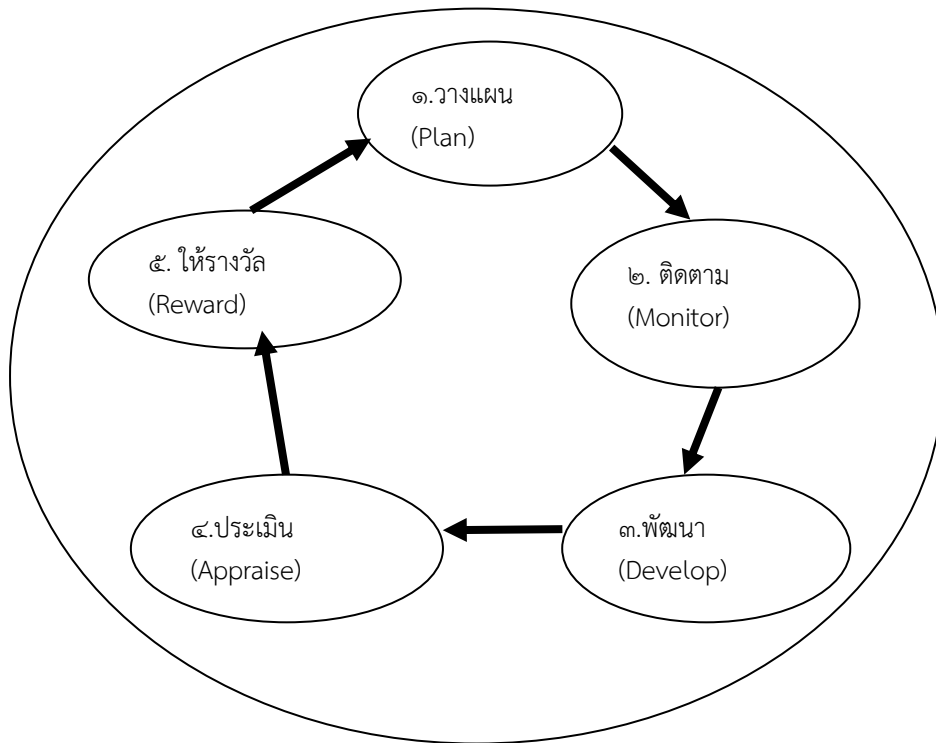 ๑.วางแผน
(Plan)
๒. ติดตาม
(Monitor)
๓.พัฒนา
(Develop)
๔.ประเมิน
(Appraise)
๕. ให้รางวัล
(Reward)